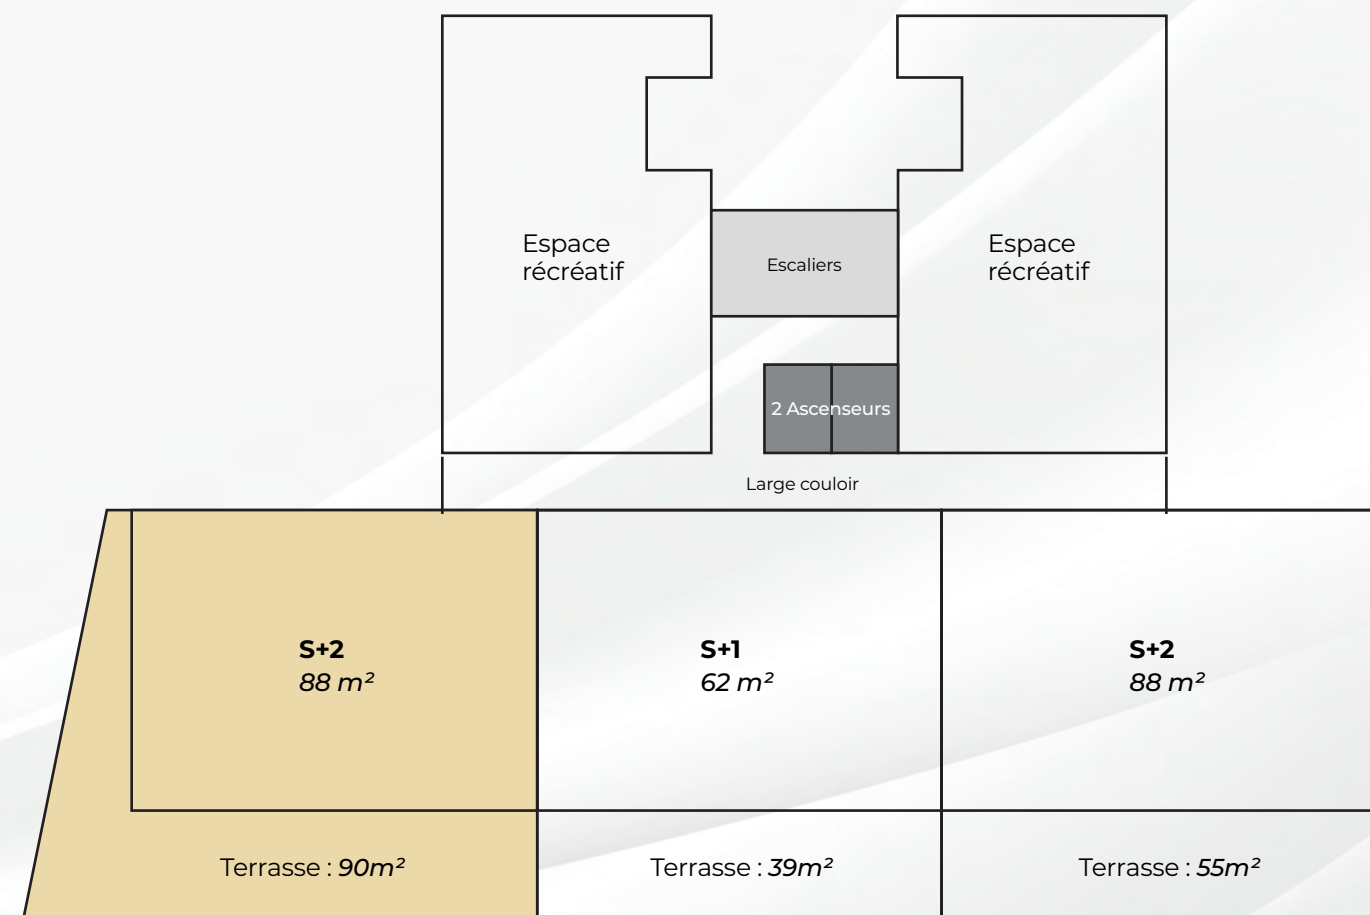 Espace
récréatif
Escaliers
Espace
récréatif
2 Ascenseurs
Large couloir
S+2
88 m²
S+1
62 m²
S+2
88 m²
Terrasse : 90m²
Terrasse : 39m²
Terrasse : 55m²